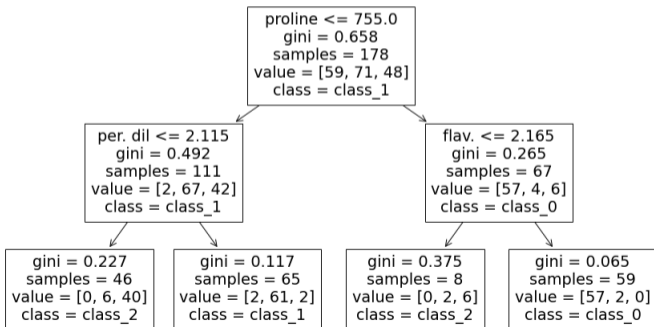 proline <= 755.0
gini = 0.658
samples = 178
value = [59, 71, 48]
class = class_1
per. dil <= 2.115
gini = 0.492
samples = 111
value = [2, 67, 42]
class = class_1
flav. <= 2.165
gini = 0.265
samples = 67
value = [57, 4, 6]
class = class_0
gini = 0.227
samples = 46
value = [0, 6, 40]
class = class_2
gini = 0.117
samples = 65
value = [2, 61, 2]
class = class_1
gini = 0.375
samples = 8
value = [0, 2, 6]
class = class_2
gini = 0.065
samples = 59
value = [57, 2, 0]
class = class_0